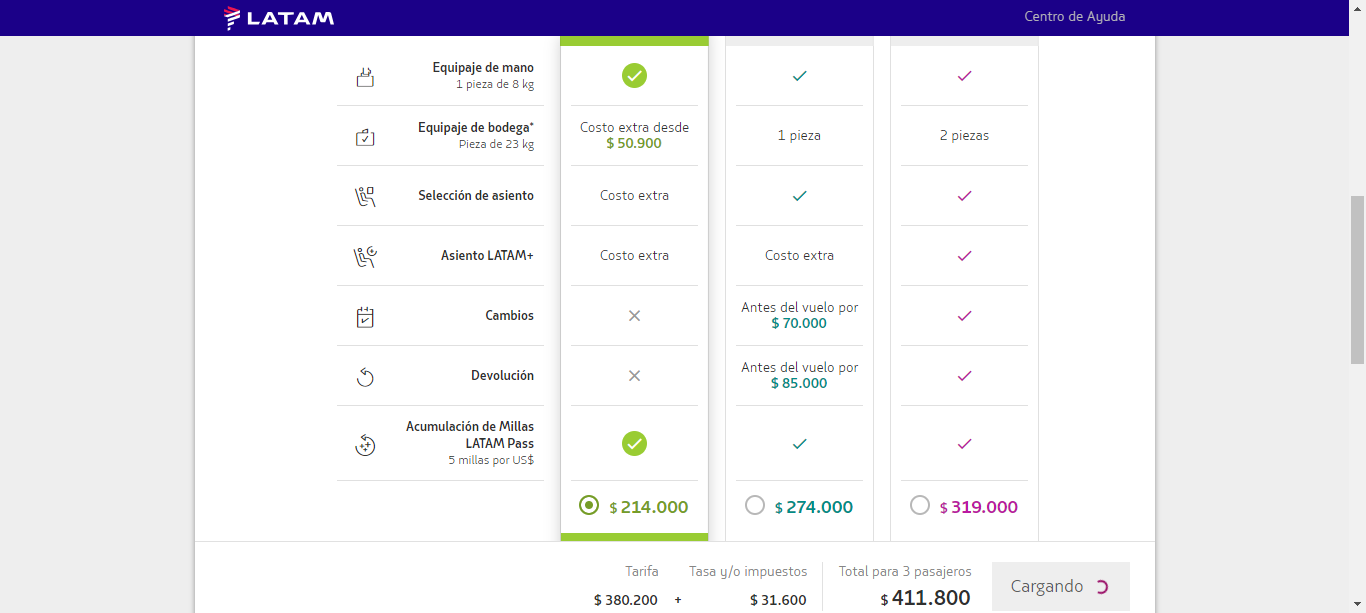 LATAM
Centro de Ayuda
Equipaje de mano
1 pieza de 8 kg
Equipaje de bodega*
Pieza de 23 kg
Costo extra desde
$ 50.900
1 pieza
2 piezas
Selección de asiento
Costo extra
Asiento LATAM+
Costo extra
Costo extra
Cambios
Antes del vuelo por
$ 70.000
Devolución
Antes del vuelo por
$ 85.000
Acumulación de Millas
LATAM Pass
5 millas por US$
$ 214.000
$ 274.000
$ 319.000
Tarifa
Tasa y/o impuestos
Total para 3 pasajeros
$ 380.200
+
$ 31.600
$ 411.800
Cargando